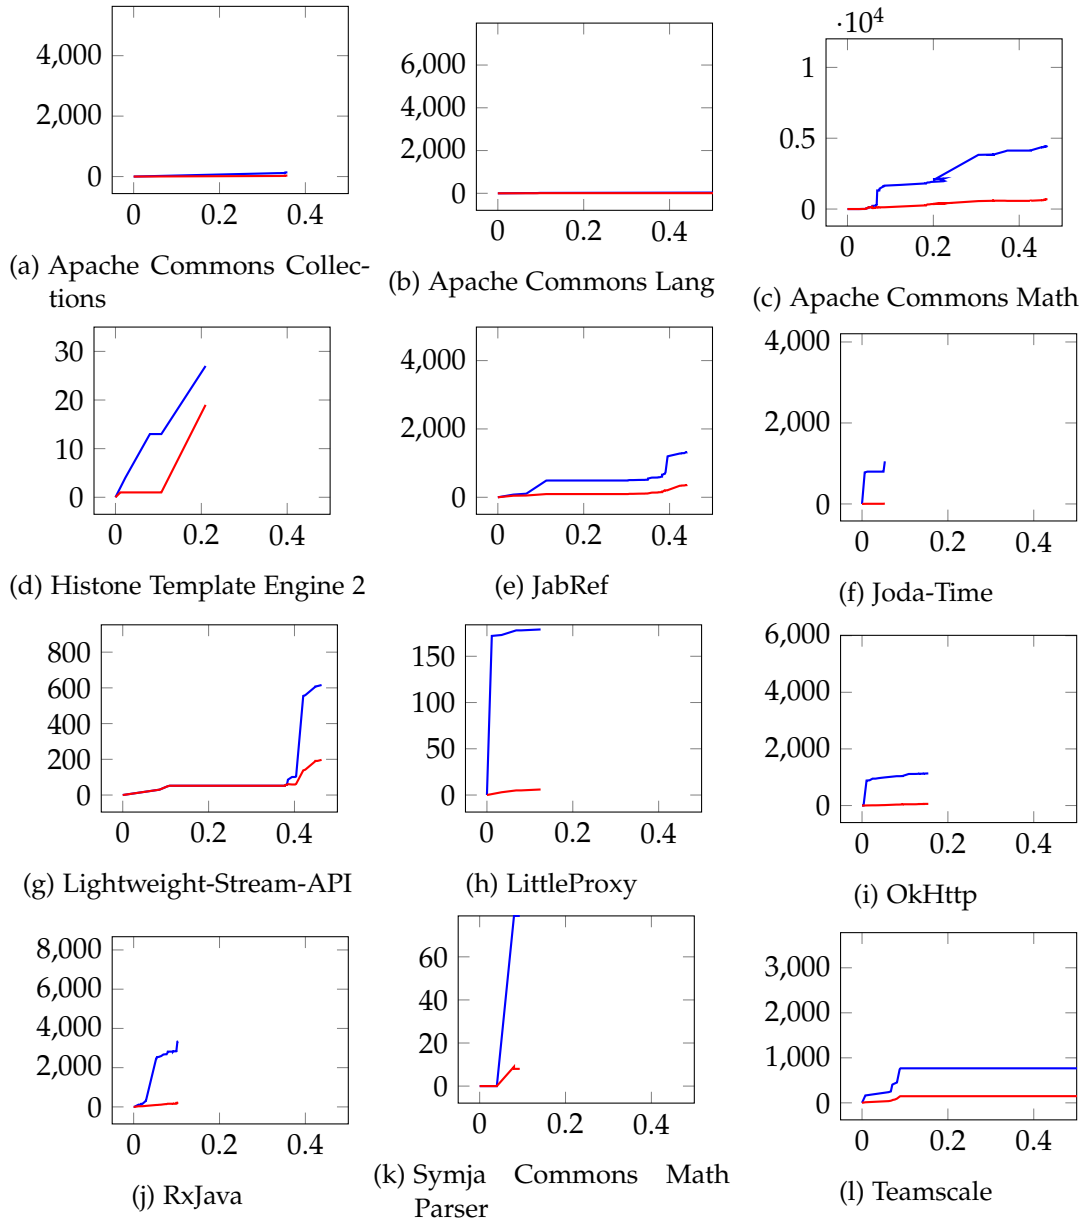 4,000
2,000
0
0 0.2 0.4
(a) Apache Commons Collec-
tions
6,000
4,000
2,000
0
0 0.2 0.4
(b) Apache Commons Lang
·10⁴
1
0.5
0
0 0.2 0.4
(c) Apache Commons Math
30
20
10
0
0 0.2 0.4
(d) Histone Template Engine 2
4,000
2,000
0
0 0.2 0.4
(e) JabRef
4,000
2,000
0
0 0.2 0.4
(f) Joda-Time
800
600
400
200
0
0 0.2 0.4
(g) Lightweight-Stream-API
150
100
50
0
0 0.2 0.4
(h) LittleProxy
6,000
4,000
2,000
0
0 0.2 0.4
(i) OkHttp
8,000
6,000
4,000
2,000
0
0 0.2 0.4
(j) RxJava
60
40
20
0
0 0.2 0.4
(k) Symja Commons Math
Parser
3,000
2,000
1,000
0
0 0.2 0.4
(l) Teamscale